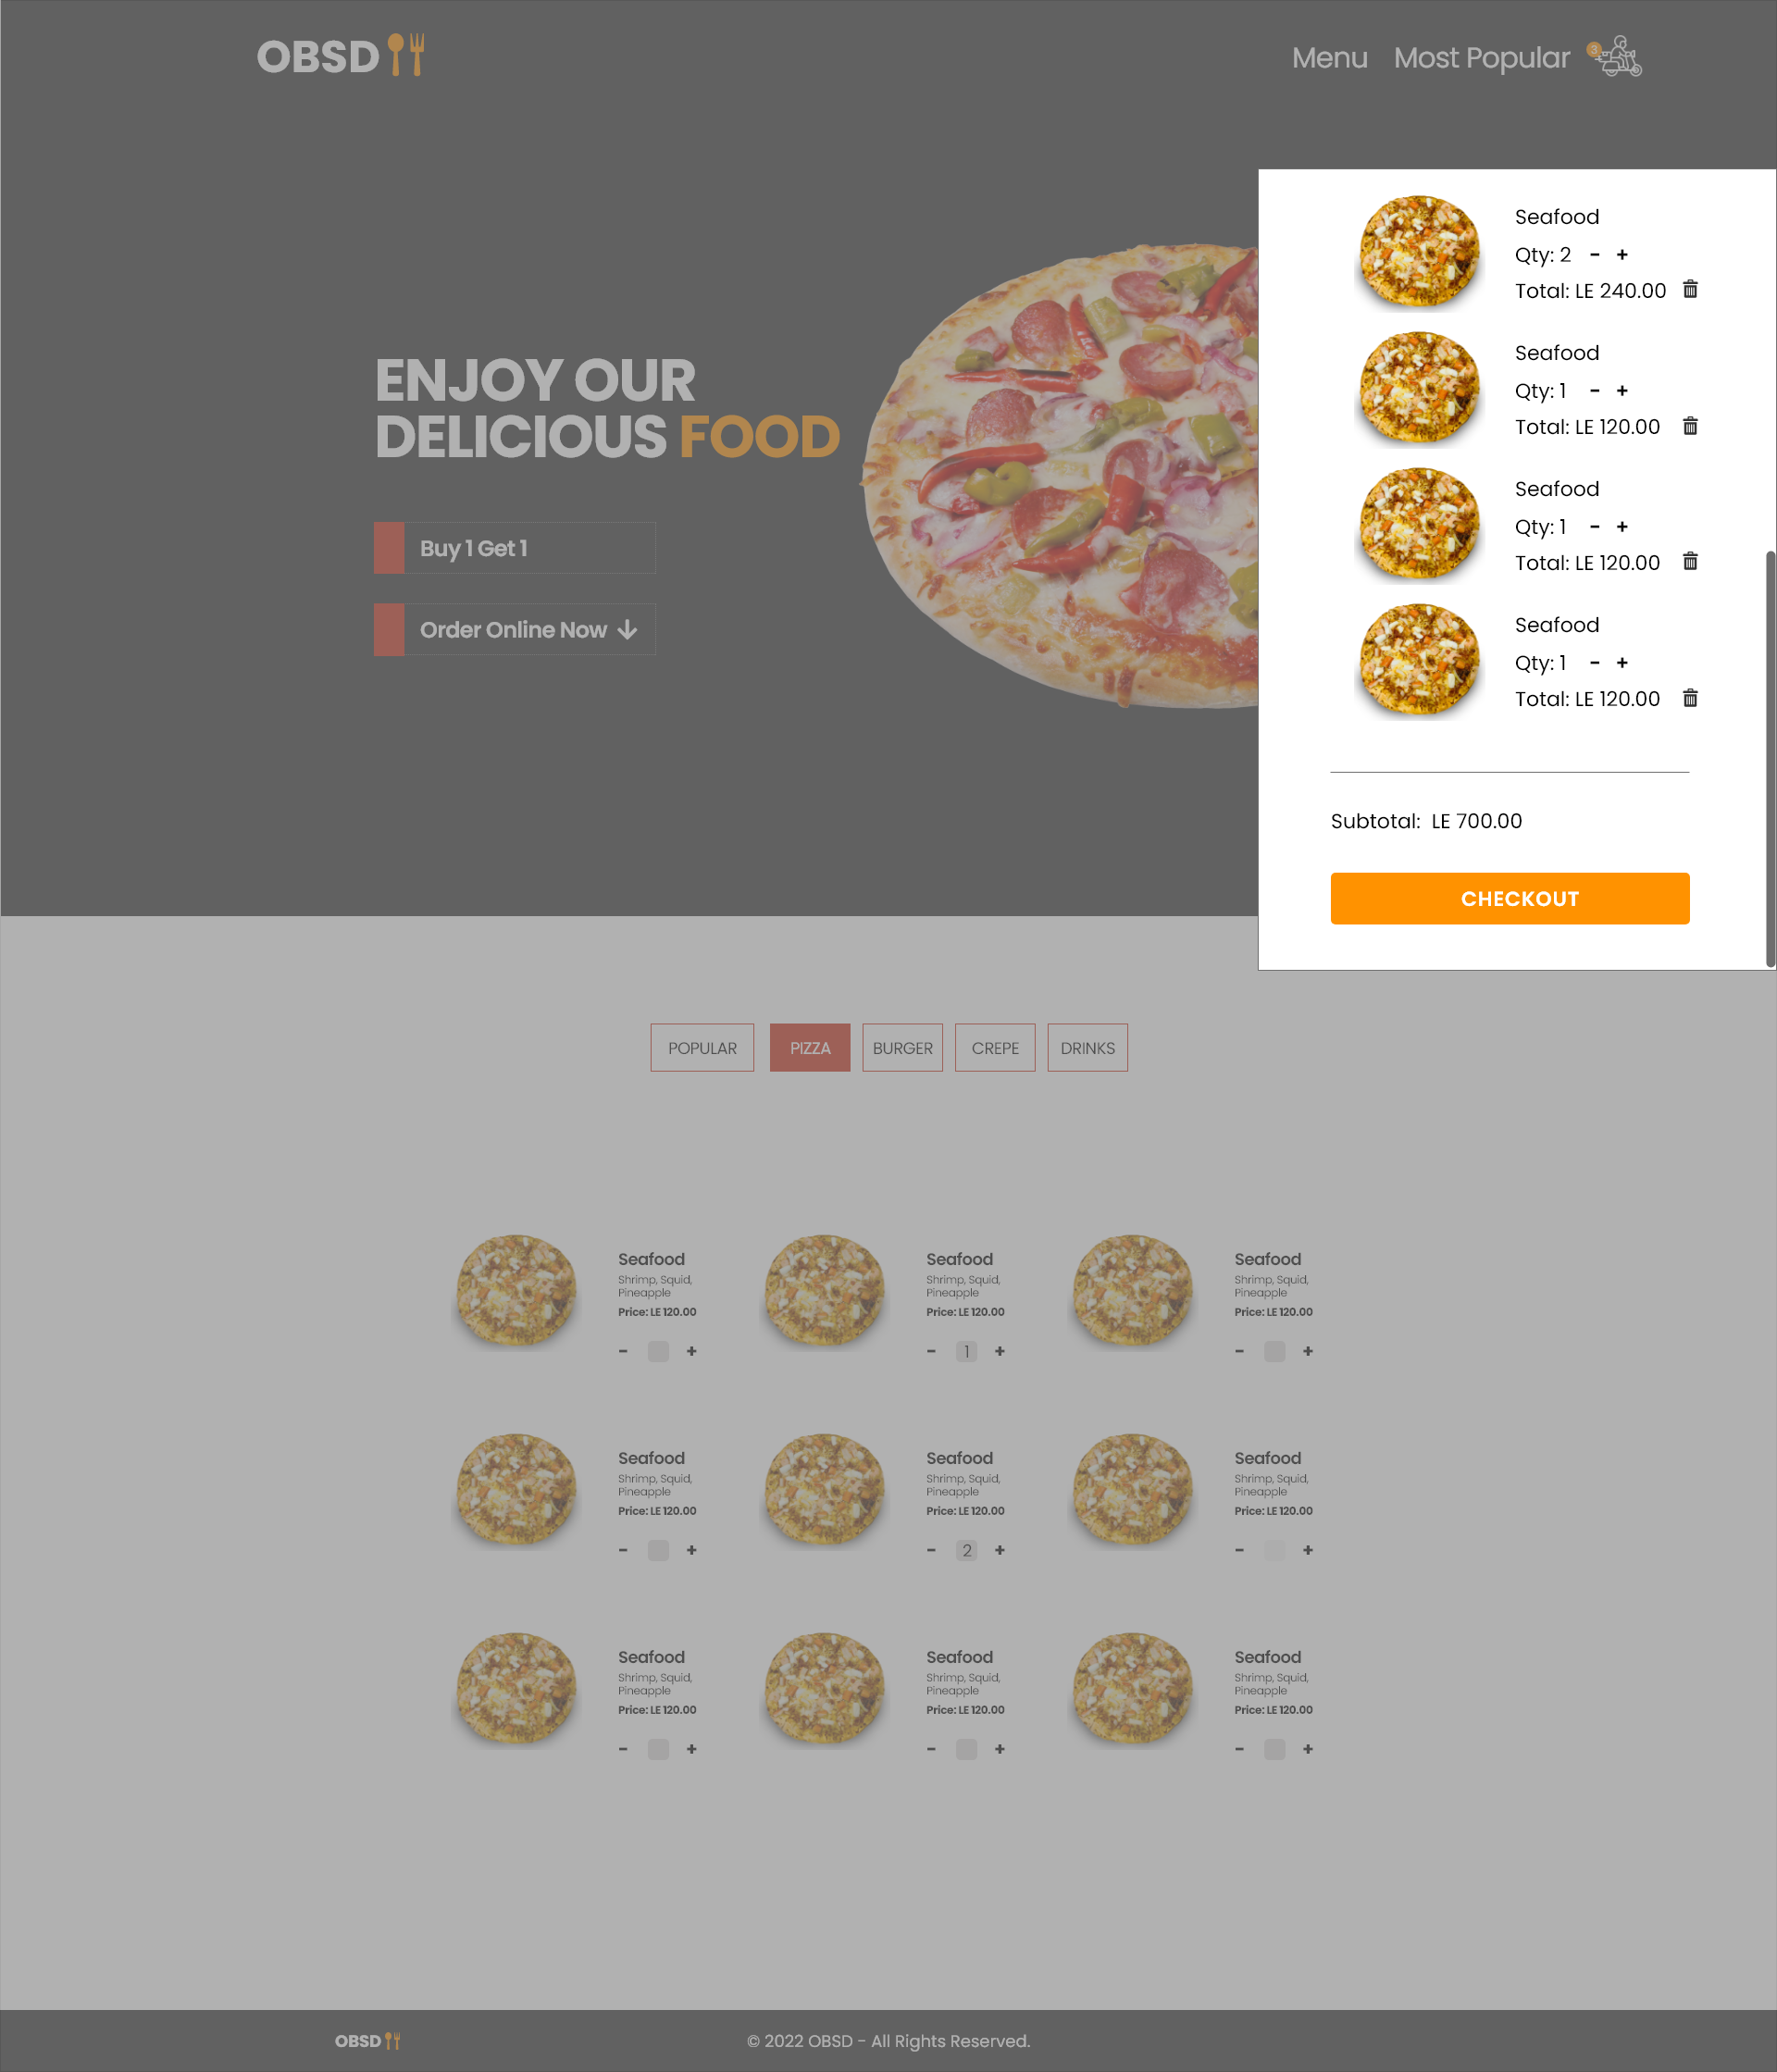 OBSD
Menu
Most Popular
3
Seafood
Qty: 2 - +
Total: LE 240.00
Seafood
Qty: 1 - +
Total: LE 120.00
Seafood
Qty: 1 - +
Total: LE 120.00
Seafood
Qty: 1 - +
Total: LE 120.00
Subtotal: LE 700.00
CHECKOUT
ENJOY OUR
DELICIOUS FOOD
Buy 1 Get 1
Order Online Now
POPULAR
PIZZA
BURGER
CREPE
DRINKS
Seafood
Shrimp, Squid,
Pineapple
Price: LE 120.00
- +
Seafood
Shrimp, Squid,
Pineapple
Price: LE 120.00
- 1 +
Seafood
Shrimp, Squid,
Pineapple
Price: LE 120.00
- +
Seafood
Shrimp, Squid,
Pineapple
Price: LE 120.00
- +
Seafood
Shrimp, Squid,
Pineapple
Price: LE 120.00
- 2 +
Seafood
Shrimp, Squid,
Pineapple
Price: LE 120.00
- +
Seafood
Shrimp, Squid,
Pineapple
Price: LE 120.00
- +
Seafood
Shrimp, Squid,
Pineapple
Price: LE 120.00
- +
Seafood
Shrimp, Squid,
Pineapple
Price: LE 120.00
- +
OBSD
© 2022 OBSD - All Rights Reserved.